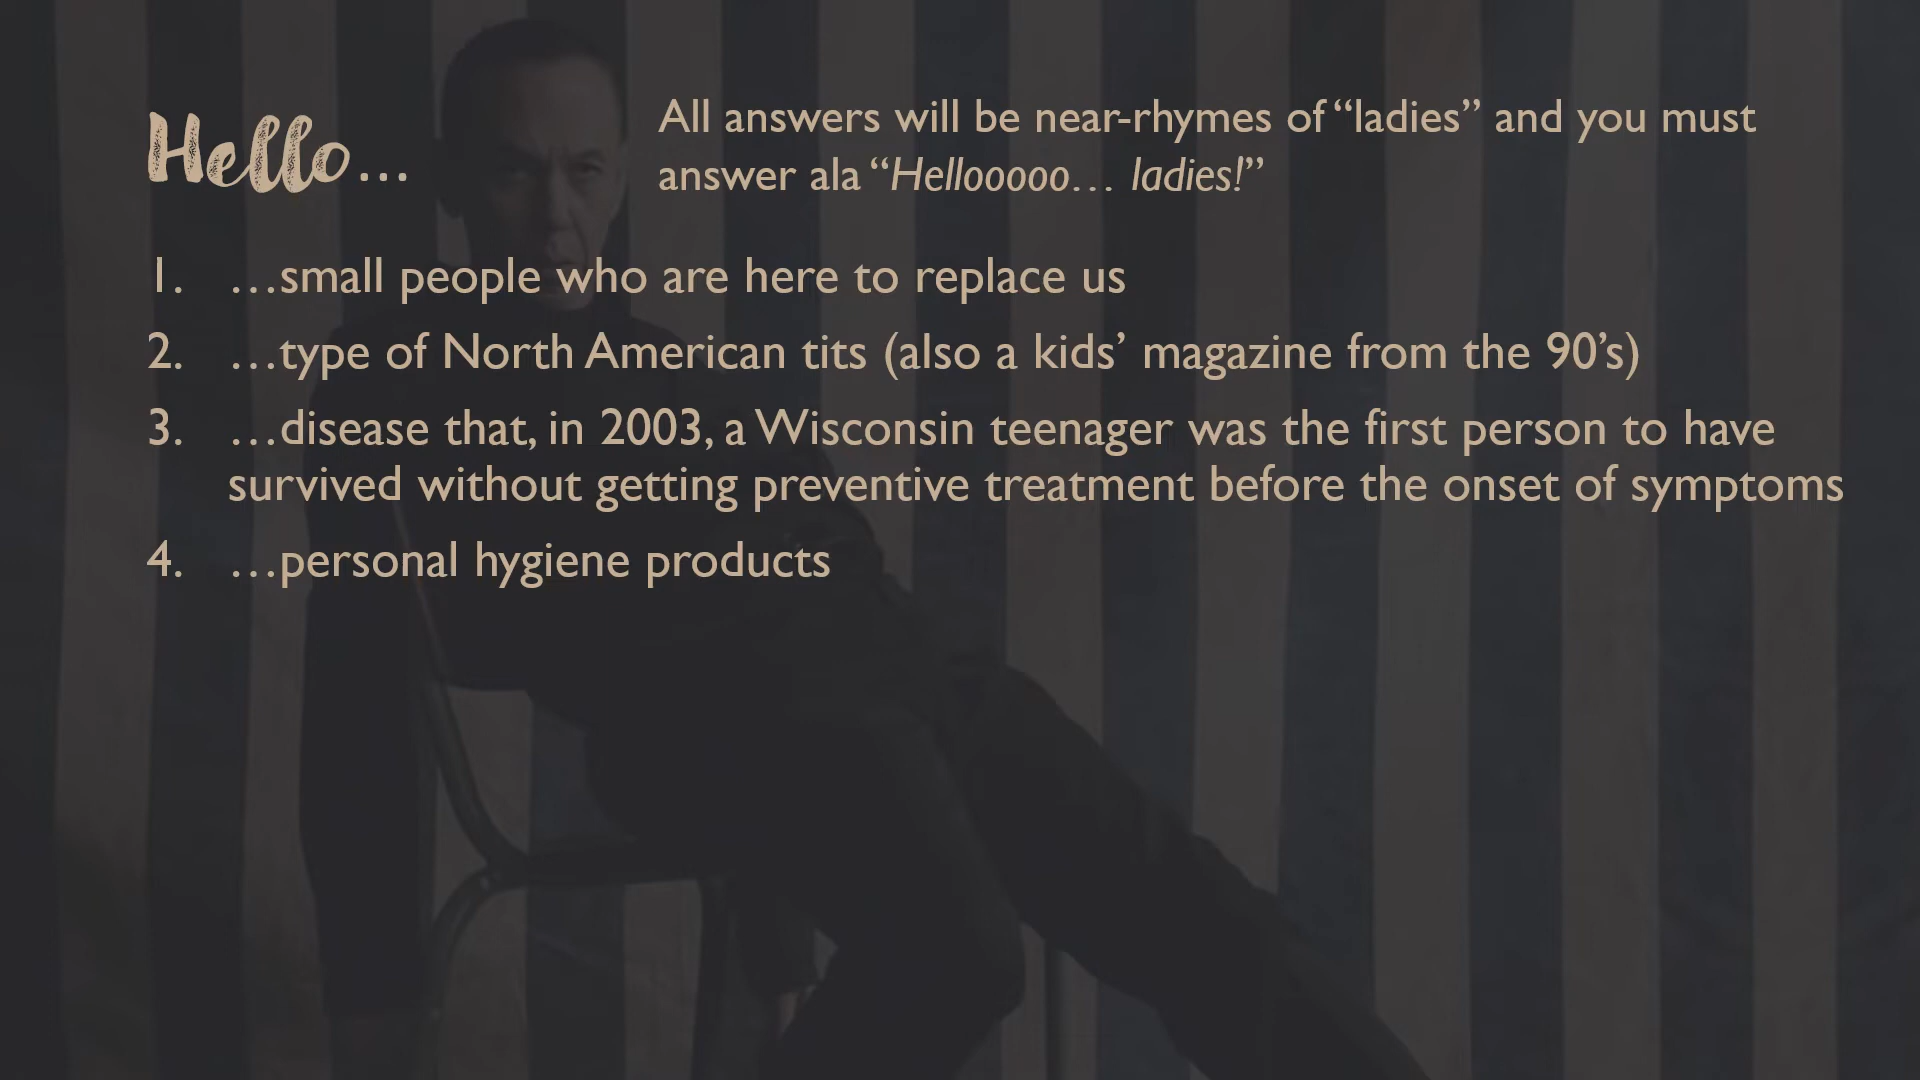 Hello...
All answers will be near-rhymes of “ladies” and you must
answer ala “Hellooooo… ladies!”
1. …small people who are here to replace us
2. …type of North American tits (also a kids’ magazine from the 90’s)
3. …disease that, in 2003, a Wisconsin teenager was the first person to have
survived without getting preventive treatment before the onset of symptoms
4. …personal hygiene products